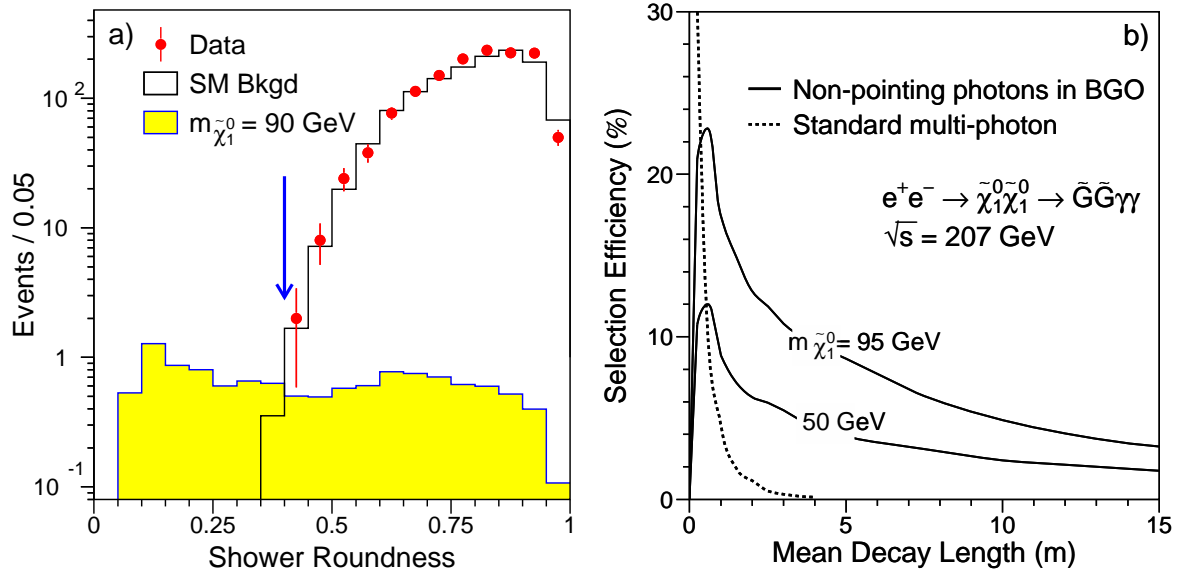 a)
Data
SM Bkgd
m χ̃₁⁰ = 90 GeV
Events / 0.05
10²
10
1
10⁻¹
0 0.25 0.5 0.75 1
Shower Roundness
b)
Non-pointing photons in BGO
Standard multi-photon
e⁺e⁻ → χ̃₁⁰χ̃₁⁰ → G̃G̃γγ
√s = 207 GeV
m χ̃₁⁰ = 95 GeV
50 GeV
Selection Efficiency (%)
30
20
10
0
0 5 10 15
Mean Decay Length (m)